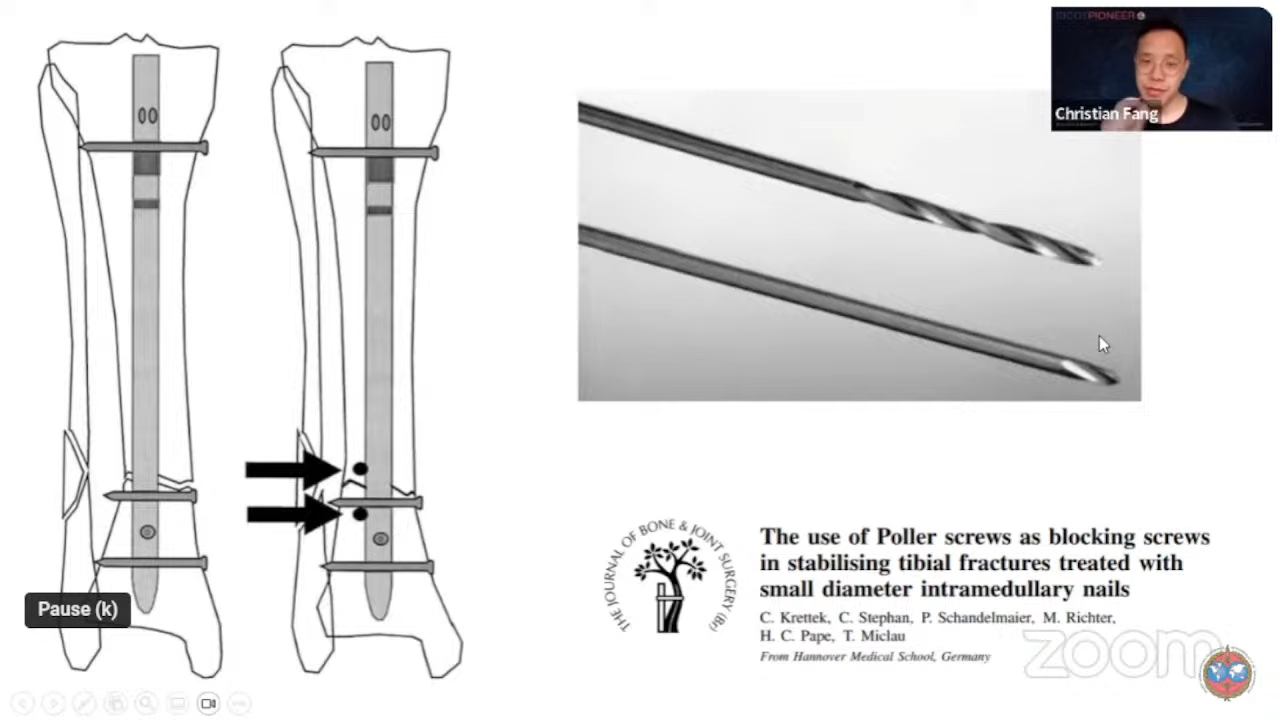 IBCOTPIONEER
Christian Fang
THE JOURNAL OF BONE & JOINT SURGERY (Br)
The use of Poller screws as blocking screws
in stabilising tibial fractures treated with
small diameter intramedullary nails
C. Krettek, C. Stephan, P. Schandelmaier, M. Richter,
H. C. Pape, T. Miclau
From Hannover Medical School, Germany
Pause (k)
zoom